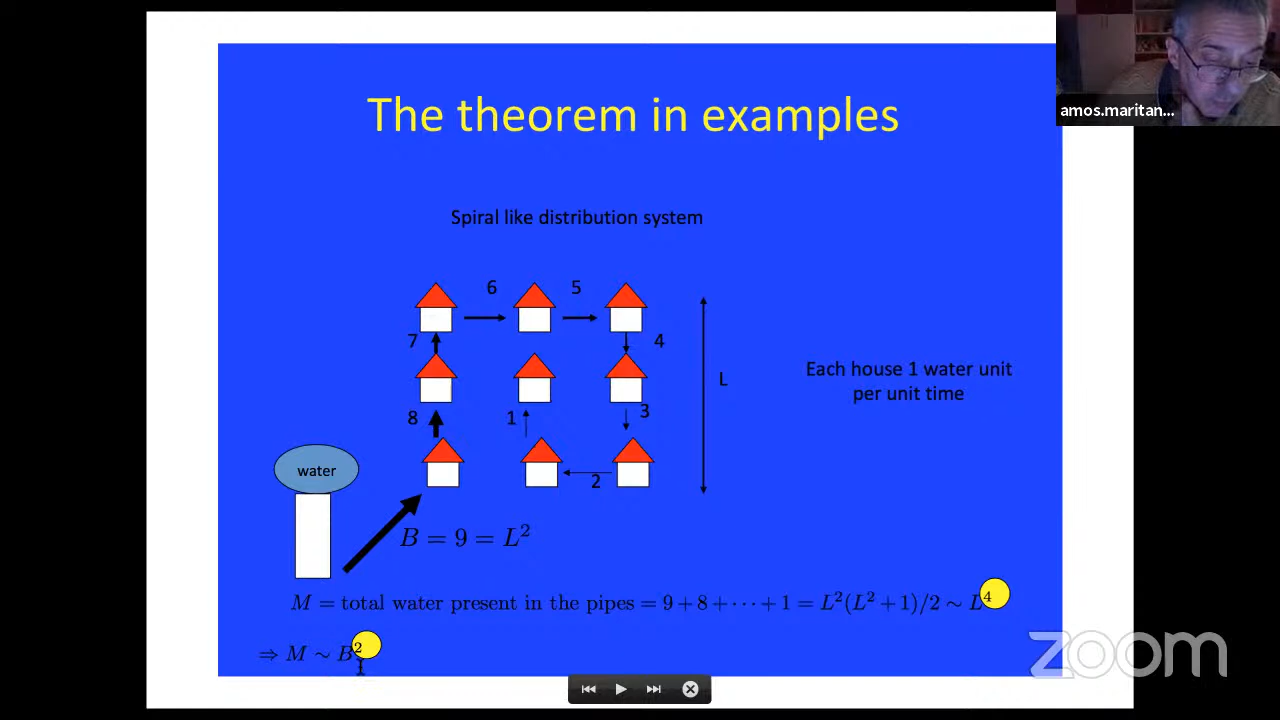 The theorem in examples
amos.maritan...
Spiral like distribution system
6
5
7
4
L
Each house 1 water unit
per unit time
8
1
3
water
2
B = 9 = L²
M = total water present in the pipes = 9 + 8 + ⋯ + 1 = L²(L² + 1)/2 ∼ L⁴
⇒ M ∼ B²
zoom